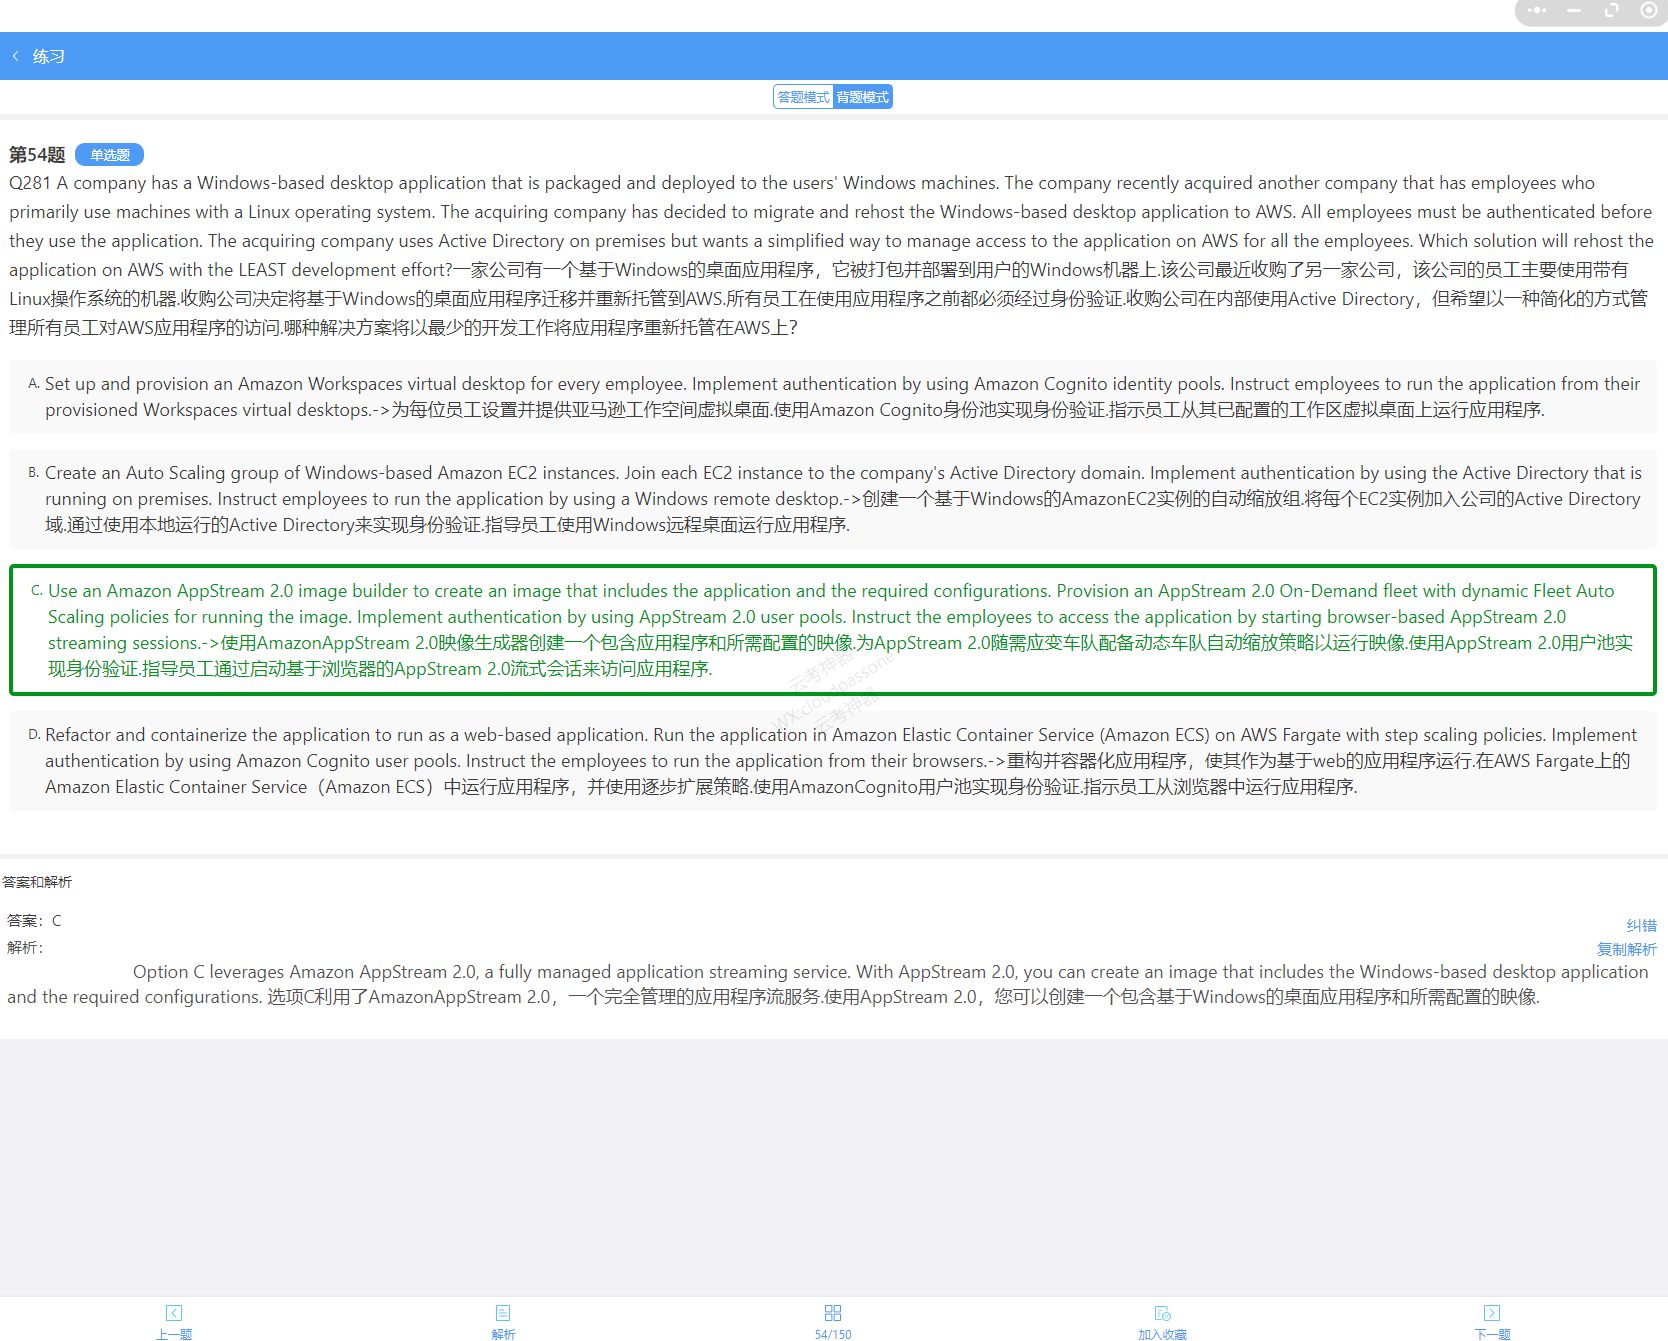 练习
答题模式 背题模式
第54题 单选题
Q281 A company has a Windows-based desktop application that is packaged and deployed to the users' Windows machines. The company recently acquired another company that has employees who
primarily use machines with a Linux operating system. The acquiring company has decided to migrate and rehost the Windows-based desktop application to AWS. All employees must be authenticated before
they use the application. The acquiring company uses Active Directory on premises but wants a simplified way to manage access to the application on AWS for all the employees. Which solution will rehost the
application on AWS with the LEAST development effort?一家公司有一个基于Windows的桌面应用程序，它被打包并部署到用户的Windows机器上.该公司最近收购了另一家公司，该公司的员工主要使用带有
Linux操作系统的机器.收购公司决定将基于Windows的桌面应用程序迁移并重新托管到AWS.所有员工在使用应用程序之前都必须经过身份验证.收购公司在内部使用Active Directory，但希望以一种简化的方式管
理所有员工对AWS应用程序的访问.哪种解决方案将以最少的开发工作将应用程序重新托管在AWS上？
A. Set up and provision an Amazon Workspaces virtual desktop for every employee. Implement authentication by using Amazon Cognito identity pools. Instruct employees to run the application from their
provisioned Workspaces virtual desktops.->为每位员工设置并提供亚马逊工作空间虚拟桌面.使用Amazon Cognito身份池实现身份验证.指示员工从其已配置的工作区虚拟桌面上运行应用程序.
B. Create an Auto Scaling group of Windows-based Amazon EC2 instances. Join each EC2 instance to the company's Active Directory domain. Implement authentication by using the Active Directory that is
running on premises. Instruct employees to run the application by using a Windows remote desktop.->创建一个基于Windows的AmazonEC2实例的自动缩放组.将每个EC2实例加入公司的Active Directory
域.通过使用本地运行的Active Directory来实现身份验证.指导员工使用Windows远程桌面运行应用程序.
C. Use an Amazon AppStream 2.0 image builder to create an image that includes the application and the required configurations. Provision an AppStream 2.0 On-Demand fleet with dynamic Fleet Auto
Scaling policies for running the image. Implement authentication by using AppStream 2.0 user pools. Instruct the employees to access the application by starting browser-based AppStream 2.0
streaming sessions.->使用AmazonAppStream 2.0映像生成器创建一个包含应用程序和所需配置的映像.为AppStream 2.0随需应变车队配备动态车队自动缩放策略以运行映像.使用AppStream 2.0用户池实
现身份验证.指导员工通过启动基于浏览器的AppStream 2.0流式会话来访问应用程序.
云考神器
WX:cloudpassone
云考神器
D. Refactor and containerize the application to run as a web-based application. Run the application in Amazon Elastic Container Service (Amazon ECS) on AWS Fargate with step scaling policies. Implement
authentication by using Amazon Cognito user pools. Instruct the employees to run the application from their browsers.->重构并容器化应用程序，使其作为基于web的应用程序运行.在AWS Fargate上的
Amazon Elastic Container Service（Amazon ECS）中运行应用程序，并使用逐步扩展策略.使用AmazonCognito用户池实现身份验证.指示员工从浏览器中运行应用程序.
答案和解析
答案：C
纠错
解析：
复制解析
Option C leverages Amazon AppStream 2.0, a fully managed application streaming service. With AppStream 2.0, you can create an image that includes the Windows-based desktop application
and the required configurations. 选项C利用了AmazonAppStream 2.0，一个完全管理的应用程序流服务.使用AppStream 2.0，您可以创建一个包含基于Windows的桌面应用程序和所需配置的映像.
上一题 解析 54/150 加入收藏 下一题